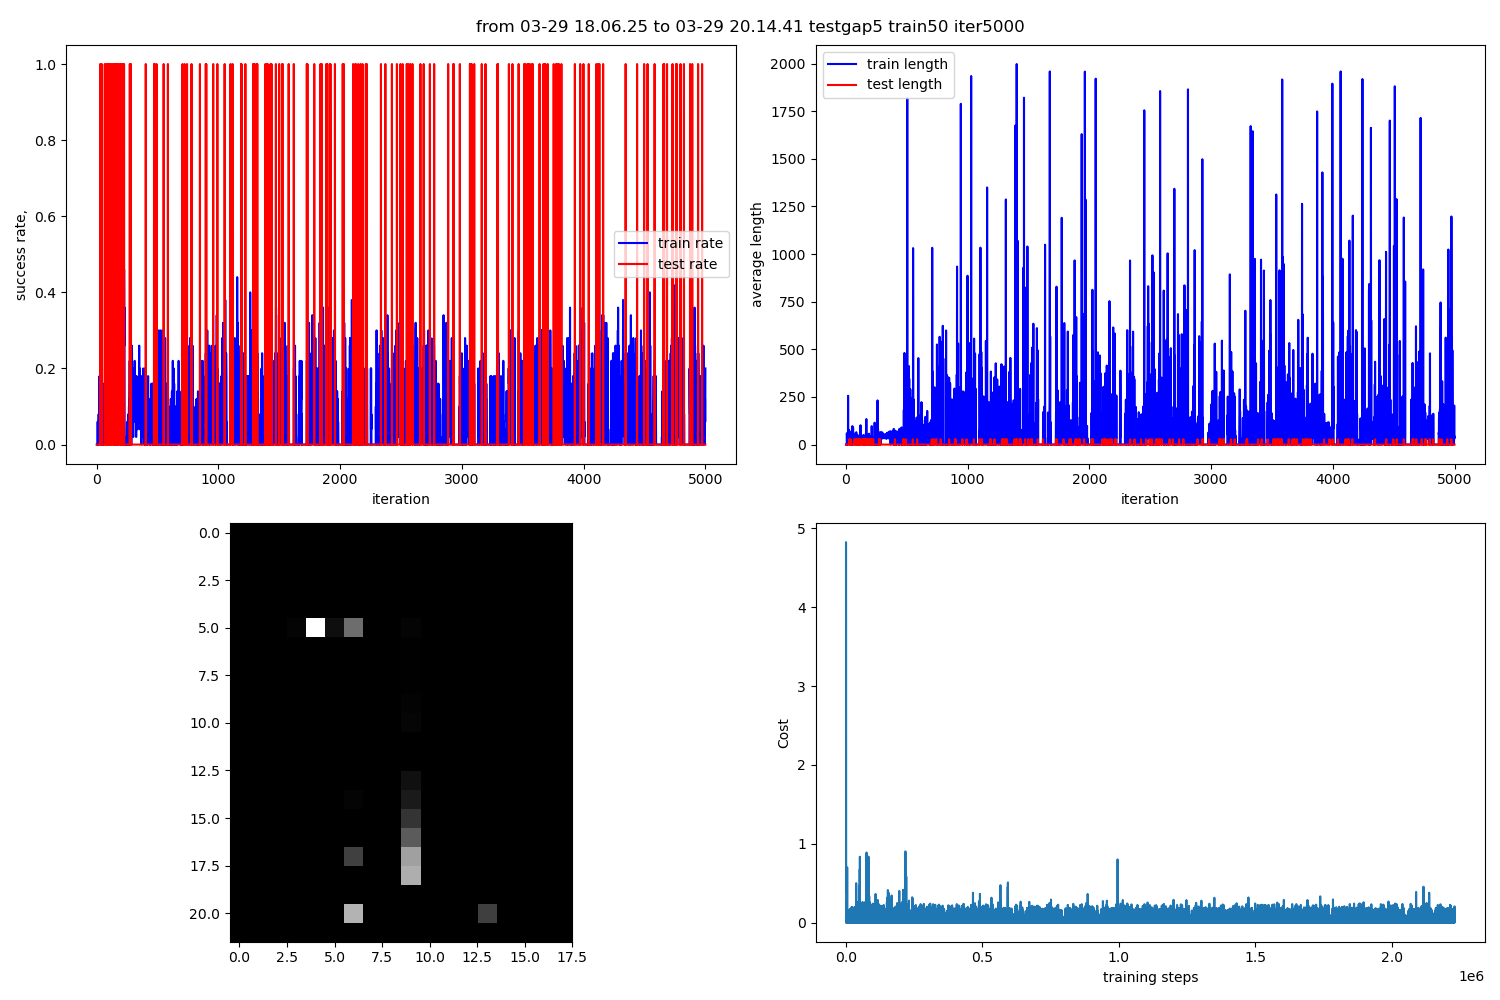 from 03-29 18.06.25 to 03-29 20.14.41 testgap5 train50 iter5000
success rate,
1.0
0.8
0.6
0.4
0.2
0.0
train rate
test rate
0 1000 2000 3000 4000 5000
iteration
average length
2000
1750
1500
1250
1000
750
500
250
0
train length
test length
0 1000 2000 3000 4000 5000
iteration
0.0
2.5
5.0
7.5
10.0
12.5
15.0
17.5
20.0
0.0 2.5 5.0 7.5 10.0 12.5 15.0 17.5
Cost
5
4
3
2
1
0
0.0 0.5 1.0 1.5 2.0
1e6
training steps